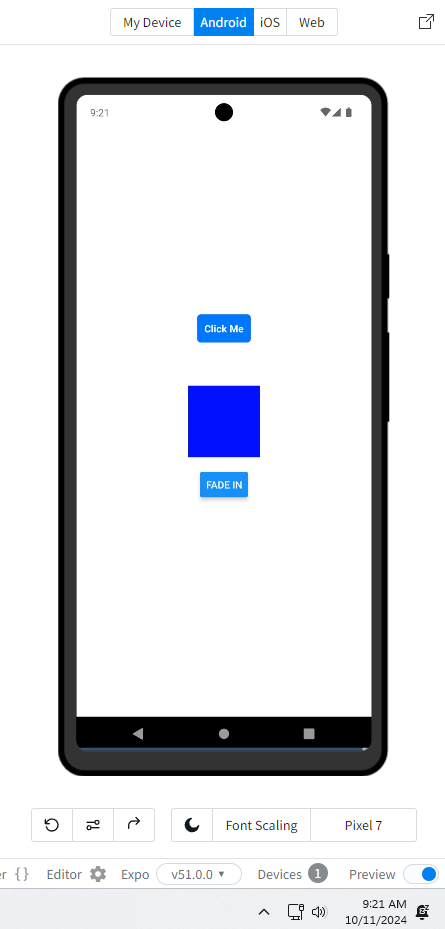 My Device Android iOS Web
9:21
Click Me
FADE IN
Font Scaling Pixel 7
r { } Editor Expo v51.0.0 Devices 1 Preview
9:21 AM
10/11/2024